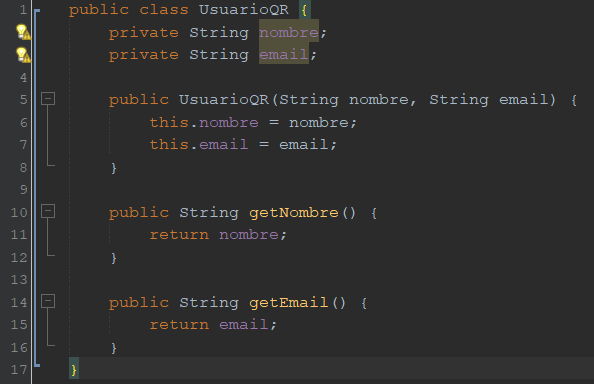 1 public class UsuarioQR {
private String nombre;
private String email;
4
5 public UsuarioQR(String nombre, String email) {
6 this.nombre = nombre;
7 this.email = email;
8 }
9
10 public String getNombre() {
11 return nombre;
12 }
13
14 public String getEmail() {
15 return email;
16 }
17 }